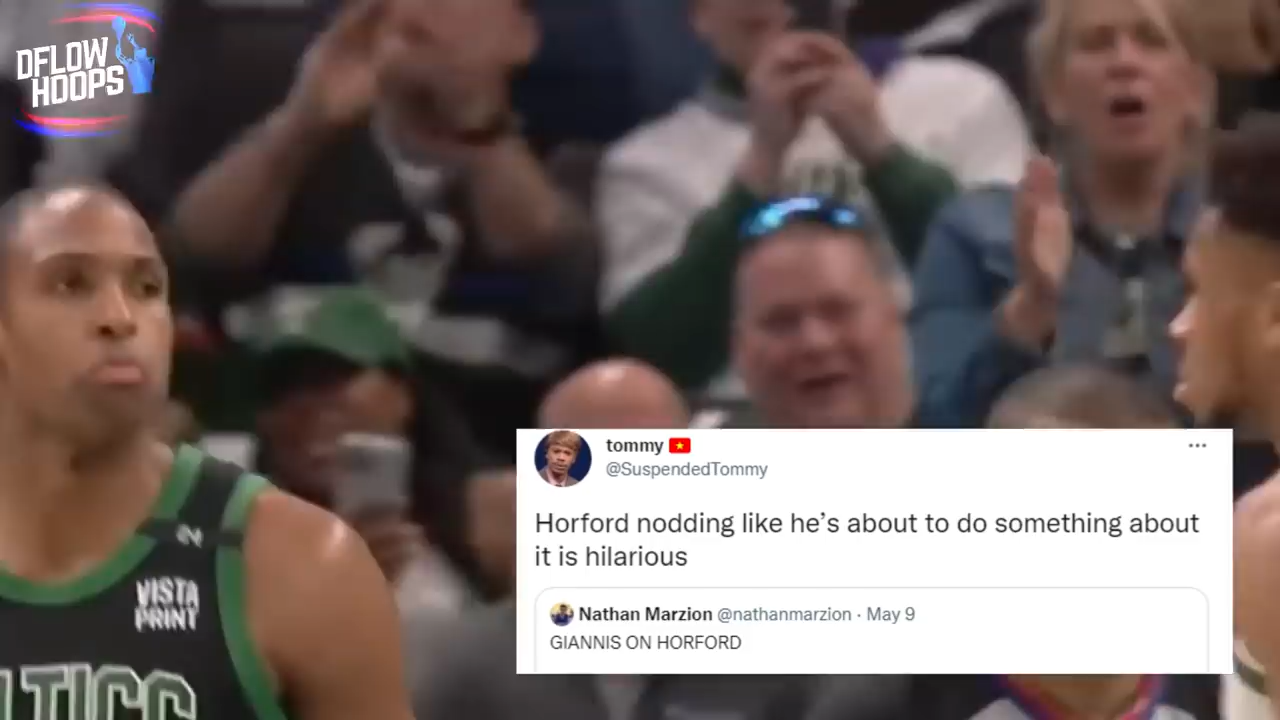 DFLOW
HOOPS
tommy
@SuspendedTommy
Horford nodding like he’s about to do something about
it is hilarious
Nathan Marzion @nathanmarzion · May 9
GIANNIS ON HORFORD
VISTA
PRINT
LTICS